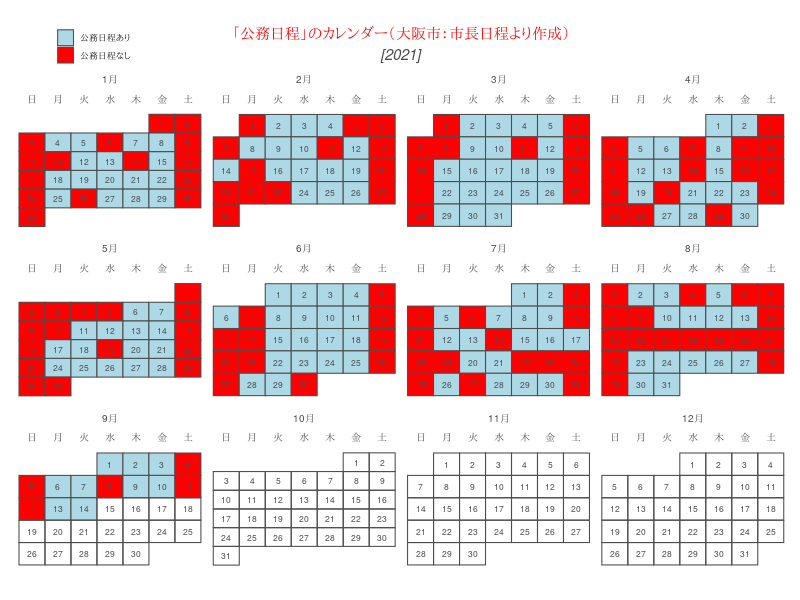 公務日程あり
公務日程なし
「公務日程」のカレンダー（大阪市：市長日程より作成）
[2021]
1月
日 月 火 水 木 金 土
1 2
3 4 5 6 7 8 9
10 11 12 13 14 15 16
17 18 19 20 21 22 23
24 25 26 27 28 29 30
31
2月
日 月 火 水 木 金 土
1 2 3 4 5 6
7 8 9 10 11 12 13
14 15 16 17 18 19 20
21 22 23 24 25 26 27
28
3月
日 月 火 水 木 金 土
1 2 3 4 5 6
7 8 9 10 11 12 13
14 15 16 17 18 19 20
21 22 23 24 25 26 27
28 29 30 31
4月
日 月 火 水 木 金 土
1 2 3
4 5 6 7 8 9 10
11 12 13 14 15 16 17
18 19 20 21 22 23 24
25 26 27 28 29 30
5月
日 月 火 水 木 金 土
1
2 3 4 5 6 7 8
9 10 11 12 13 14 15
16 17 18 19 20 21 22
23 24 25 26 27 28 29
30 31
6月
日 月 火 水 木 金 土
1 2 3 4 5
6 7 8 9 10 11 12
13 14 15 16 17 18 19
20 21 22 23 24 25 26
27 28 29 30
7月
日 月 火 水 木 金 土
1 2 3
4 5 6 7 8 9 10
11 12 13 14 15 16 17
18 19 20 21 22 23 24
25 26 27 28 29 30 31
8月
日 月 火 水 木 金 土
1 2 3 4 5 6 7
8 9 10 11 12 13 14
15 16 17 18 19 20 21
22 23 24 25 26 27 28
29 30 31
9月
日 月 火 水 木 金 土
1 2 3 4
5 6 7 8 9 10 11
12 13 14 15 16 17 18
19 20 21 22 23 24 25
26 27 28 29 30
10月
日 月 火 水 木 金 土
1 2
3 4 5 6 7 8 9
10 11 12 13 14 15 16
17 18 19 20 21 22 23
24 25 26 27 28 29 30
31
11月
日 月 火 水 木 金 土
1 2 3 4 5 6
7 8 9 10 11 12 13
14 15 16 17 18 19 20
21 22 23 24 25 26 27
28 29 30
12月
日 月 火 水 木 金 土
1 2 3 4
5 6 7 8 9 10 11
12 13 14 15 16 17 18
19 20 21 22 23 24 25
26 27 28 29 30 31